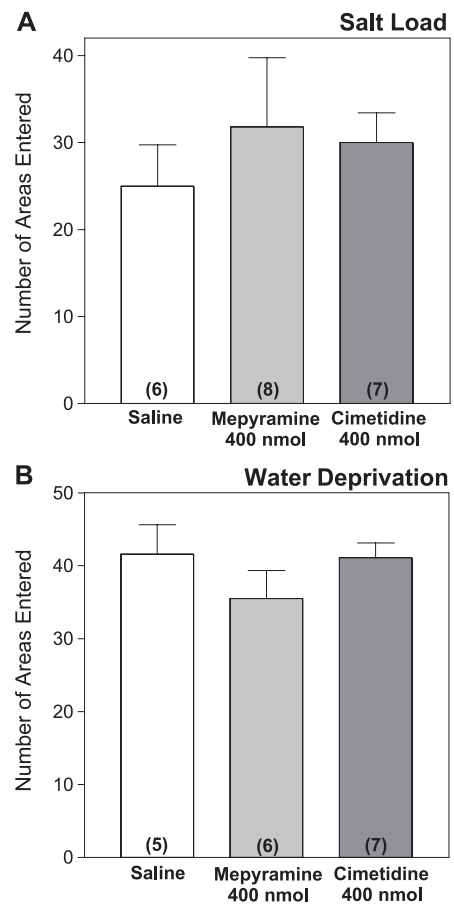 A Salt Load
Number of Areas Entered
40
30
20
10
0
(6) (8) (7)
Saline Mepyramine Cimetidine
400 nmol 400 nmol
B Water Deprivation
Number of Areas Entered
50
40
30
20
10
0
(5) (6) (7)
Saline Mepyramine Cimetidine
400 nmol 400 nmol